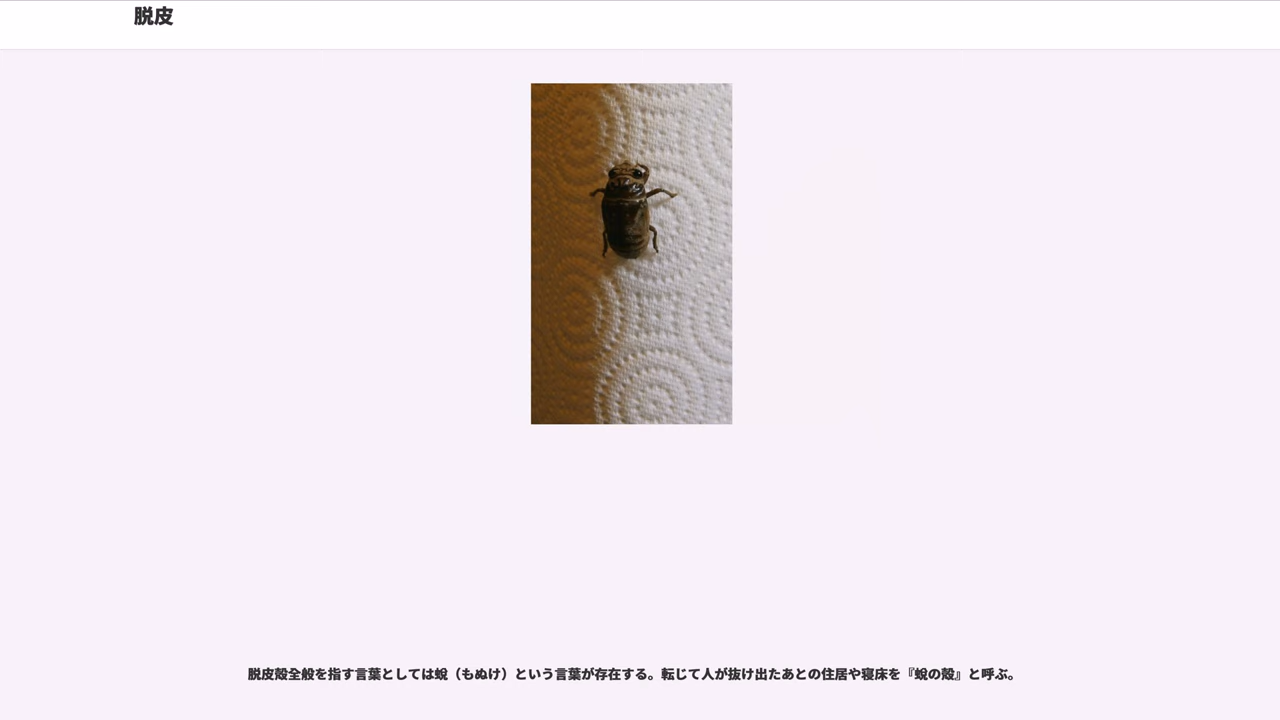 脱皮
脱皮殻全般を指す言葉としては蛻（もぬけ）という言葉が存在する。転じて人が抜け出たあとの住居や寝床を『蛻の殻』と呼ぶ。